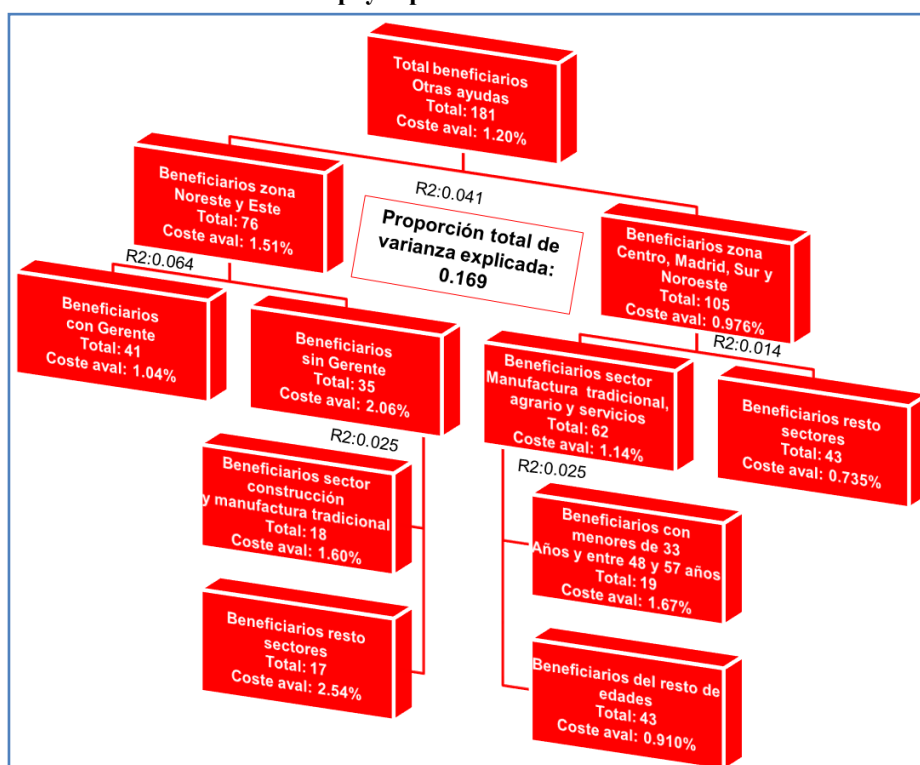 Total beneficiarios
Otras ayudas
Total: 181
Coste aval: 1.20%
R2:0.041
Beneficiarios zona
Noreste y Este
Total: 76
Coste aval: 1.51%
Proporción total de
varianza explicada:
0.169
Beneficiarios zona
Centro, Madrid, Sur y
Noroeste
Total: 105
Coste aval: 0.976%
R2:0.064
R2:0.014
Beneficiarios
con Gerente
Total: 41
Coste aval: 1.04%
Beneficiarios
sin Gerente
Total: 35
Coste aval: 2.06%
Beneficiarios sector
Manufactura tradicional,
agrario y servicios
Total: 62
Coste aval: 1.14%
Beneficiarios resto
sectores
Total: 43
Coste aval: 0.735%
R2:0.025
R2:0.025
Beneficiarios sector
construcción
y manufactura tradicional
Total: 18
Coste aval: 1.60%
Beneficiarios con
menores de 33
Años y entre 48 y 57 años
Total: 19
Coste aval: 1.67%
Beneficiarios resto
sectores
Total: 17
Coste aval: 2.54%
Beneficiarios del resto de
edades
Total: 43
Coste aval: 0.910%